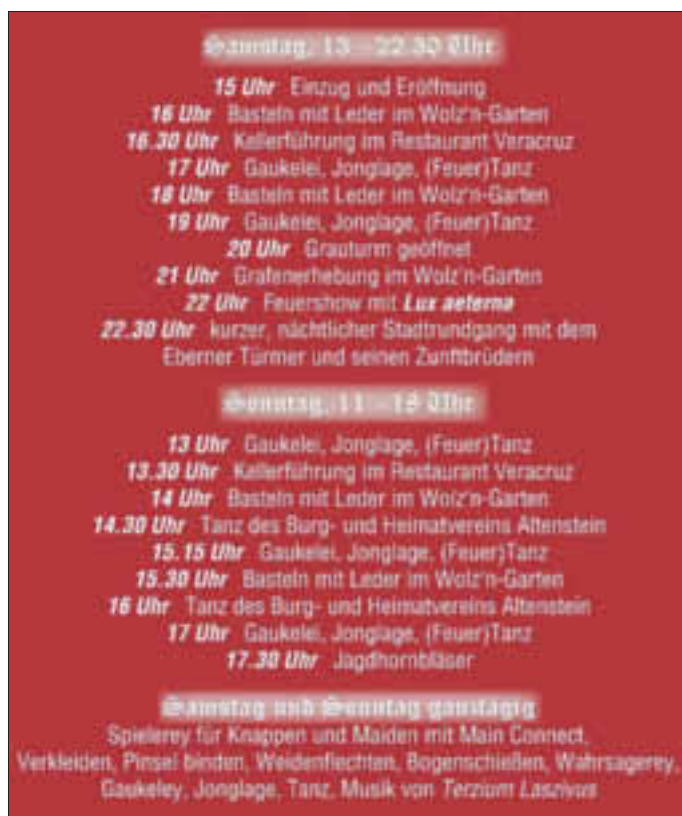 Samstag, 13 – 22.30 Uhr
15 Uhr Einzug und Eröffnung
16 Uhr Basteln mit Leder im Wolz'n-Garten
16.30 Uhr Kellerführung im Restaurant Veracruz
17 Uhr Gaukelei, Jonglage, (Feuer)Tanz
18 Uhr Basteln mit Leder im Wolz'n-Garten
19 Uhr Gaukelei, Jonglage, (Feuer)Tanz
20 Uhr Grauturm geöffnet
21 Uhr Grafenerhebung im Wolz'n-Garten
22 Uhr Feuershow mit Lux aeterna
22.30 Uhr kurzer, nächtlicher Stadtrundgang mit dem
Eberner Türmer und seinen Zunftbrüdern
Sonntag, 11 – Uhr
13 Uhr Gaukelei, Jonglage, (Feuer)Tanz
13.30 Uhr Kellerführung im Restaurant Veracruz
14 Uhr Basteln mit Leder im Wolz'n-Garten
14.30 Uhr Tanz des Burg- und Heimatvereins Altenstein
15.15 Uhr Gaukelei, Jonglage, (Feuer)Tanz
15.30 Uhr Basteln mit Leder im Wolz'n-Garten
16 Uhr Tanz des Burg- und Heimatvereins Altenstein
17 Uhr Gaukelei, Jonglage, (Feuer)Tanz
17.30 Uhr Jagdhornbläser
Samstag und Sonntag ganztägig
Spielerey für Knappen und Maiden mit Main Connect,
Verkleiden, Pinsel binden, Weidenflechten, Bogenschießen, Wahrsagerey,
Gaukeley, Jonglage, Tanz, Musik von Terzium Laszivus